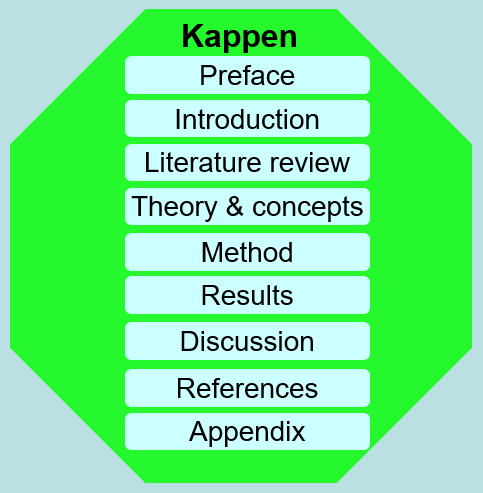 Kappen
Preface
Introduction
Literature review
Theory & concepts
Method
Results
Discussion
References
Appendix